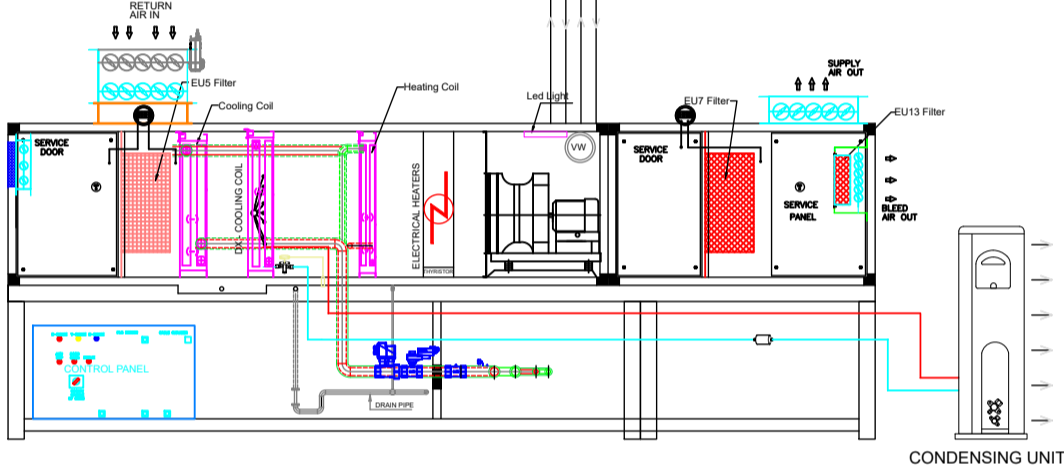 RETURN
AIR IN
EU5 Filter
Cooling Coil
Heating Coil
Led Light
EU7 Filter
SUPPLY
AIR OUT
EU13 Filter
SERVICE
DOOR
DX - COOLING COIL
ELECTRICAL HEATERS
THYRISTOR
VW
SERVICE
DOOR
SERVICE
PANEL
BLEED
AIR OUT
CONTROL PANEL
DRAIN PIPE
CONDENSING UNIT